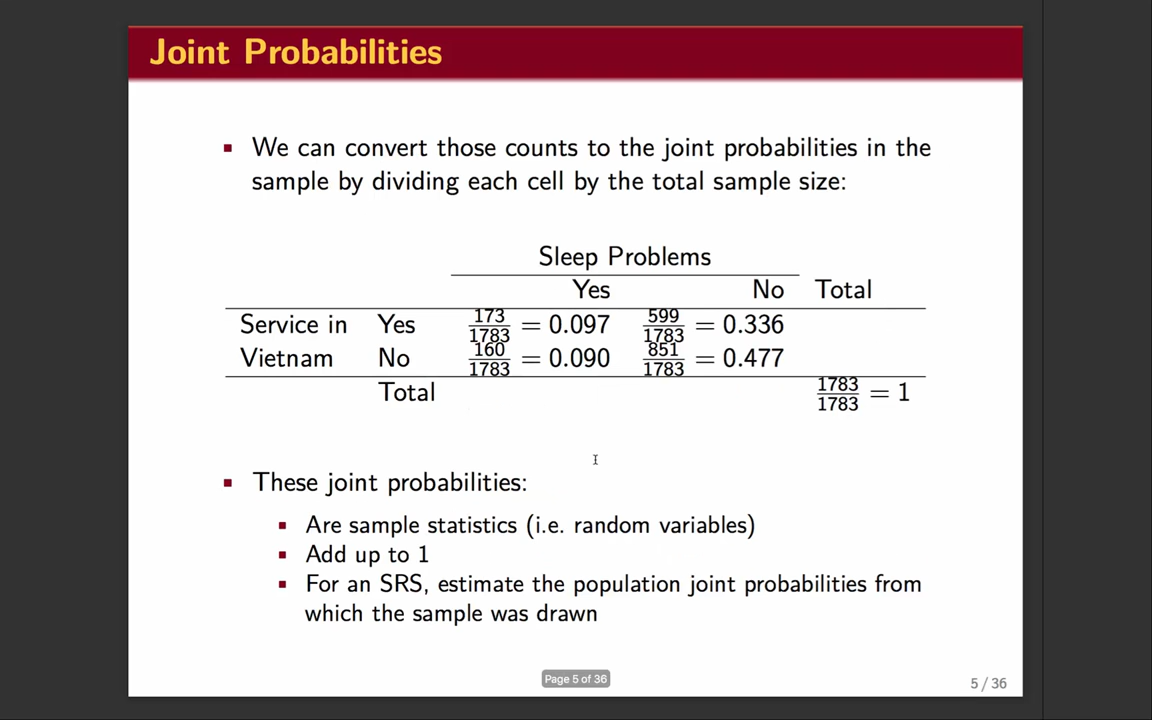 Joint Probabilities
▪ We can convert those counts to the joint probabilities in the
sample by dividing each cell by the total sample size:
Sleep Problems
Yes No Total
Service in Yes 173/1783 = 0.097 599/1783 = 0.336
Vietnam No 160/1783 = 0.090 851/1783 = 0.477
Total 1783/1783 = 1
▪ These joint probabilities:
▪ Are sample statistics (i.e. random variables)
▪ Add up to 1
▪ For an SRS, estimate the population joint probabilities from
which the sample was drawn
Page 5 of 36
5 / 36